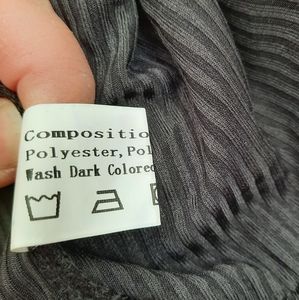 Compositio
Polyester, Pol
Wash Dark Colored